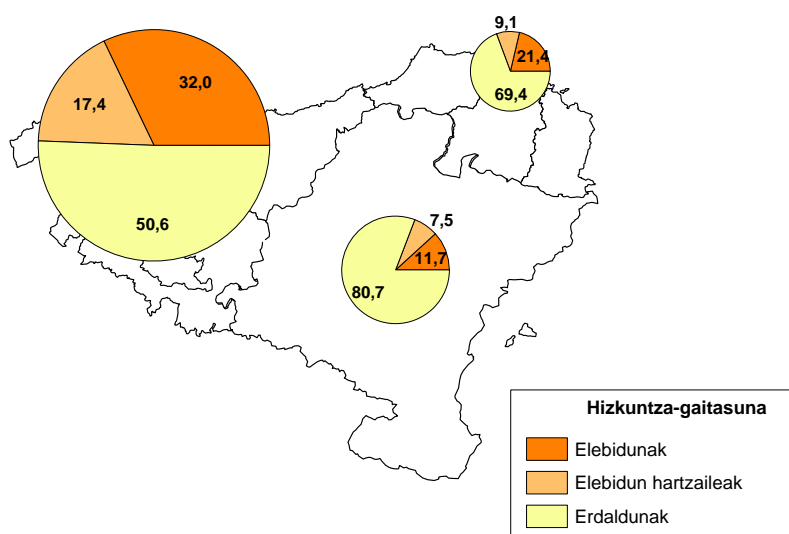 9,1
21,4
69,4
32,0
17,4
50,6
7,5
11,7
80,7
Hizkuntza-gaitasuna
Elebidunak
Elebidun hartzaileak
Erdaldunak